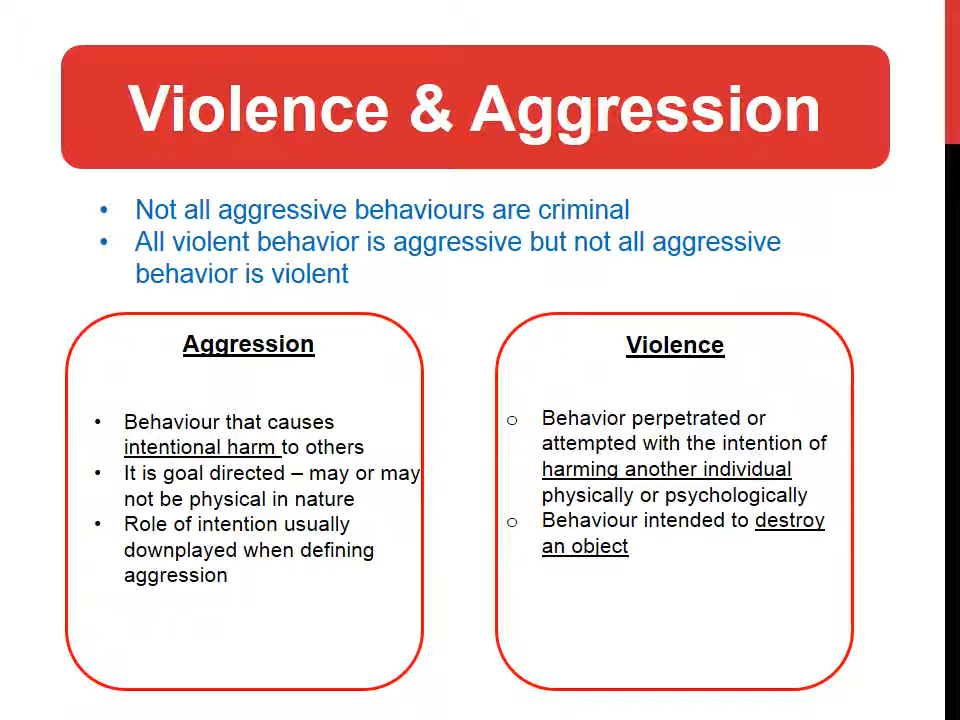 Violence & Aggression
• Not all aggressive behaviours are criminal
• All violent behavior is aggressive but not all aggressive
behavior is violent
Aggression
• Behaviour that causes
intentional harm to others
• It is goal directed – may or may
not be physical in nature
• Role of intention usually
downplayed when defining
aggression
Violence
o Behavior perpetrated or
attempted with the intention of
harming another individual
physically or psychologically
o Behaviour intended to destroy
an object